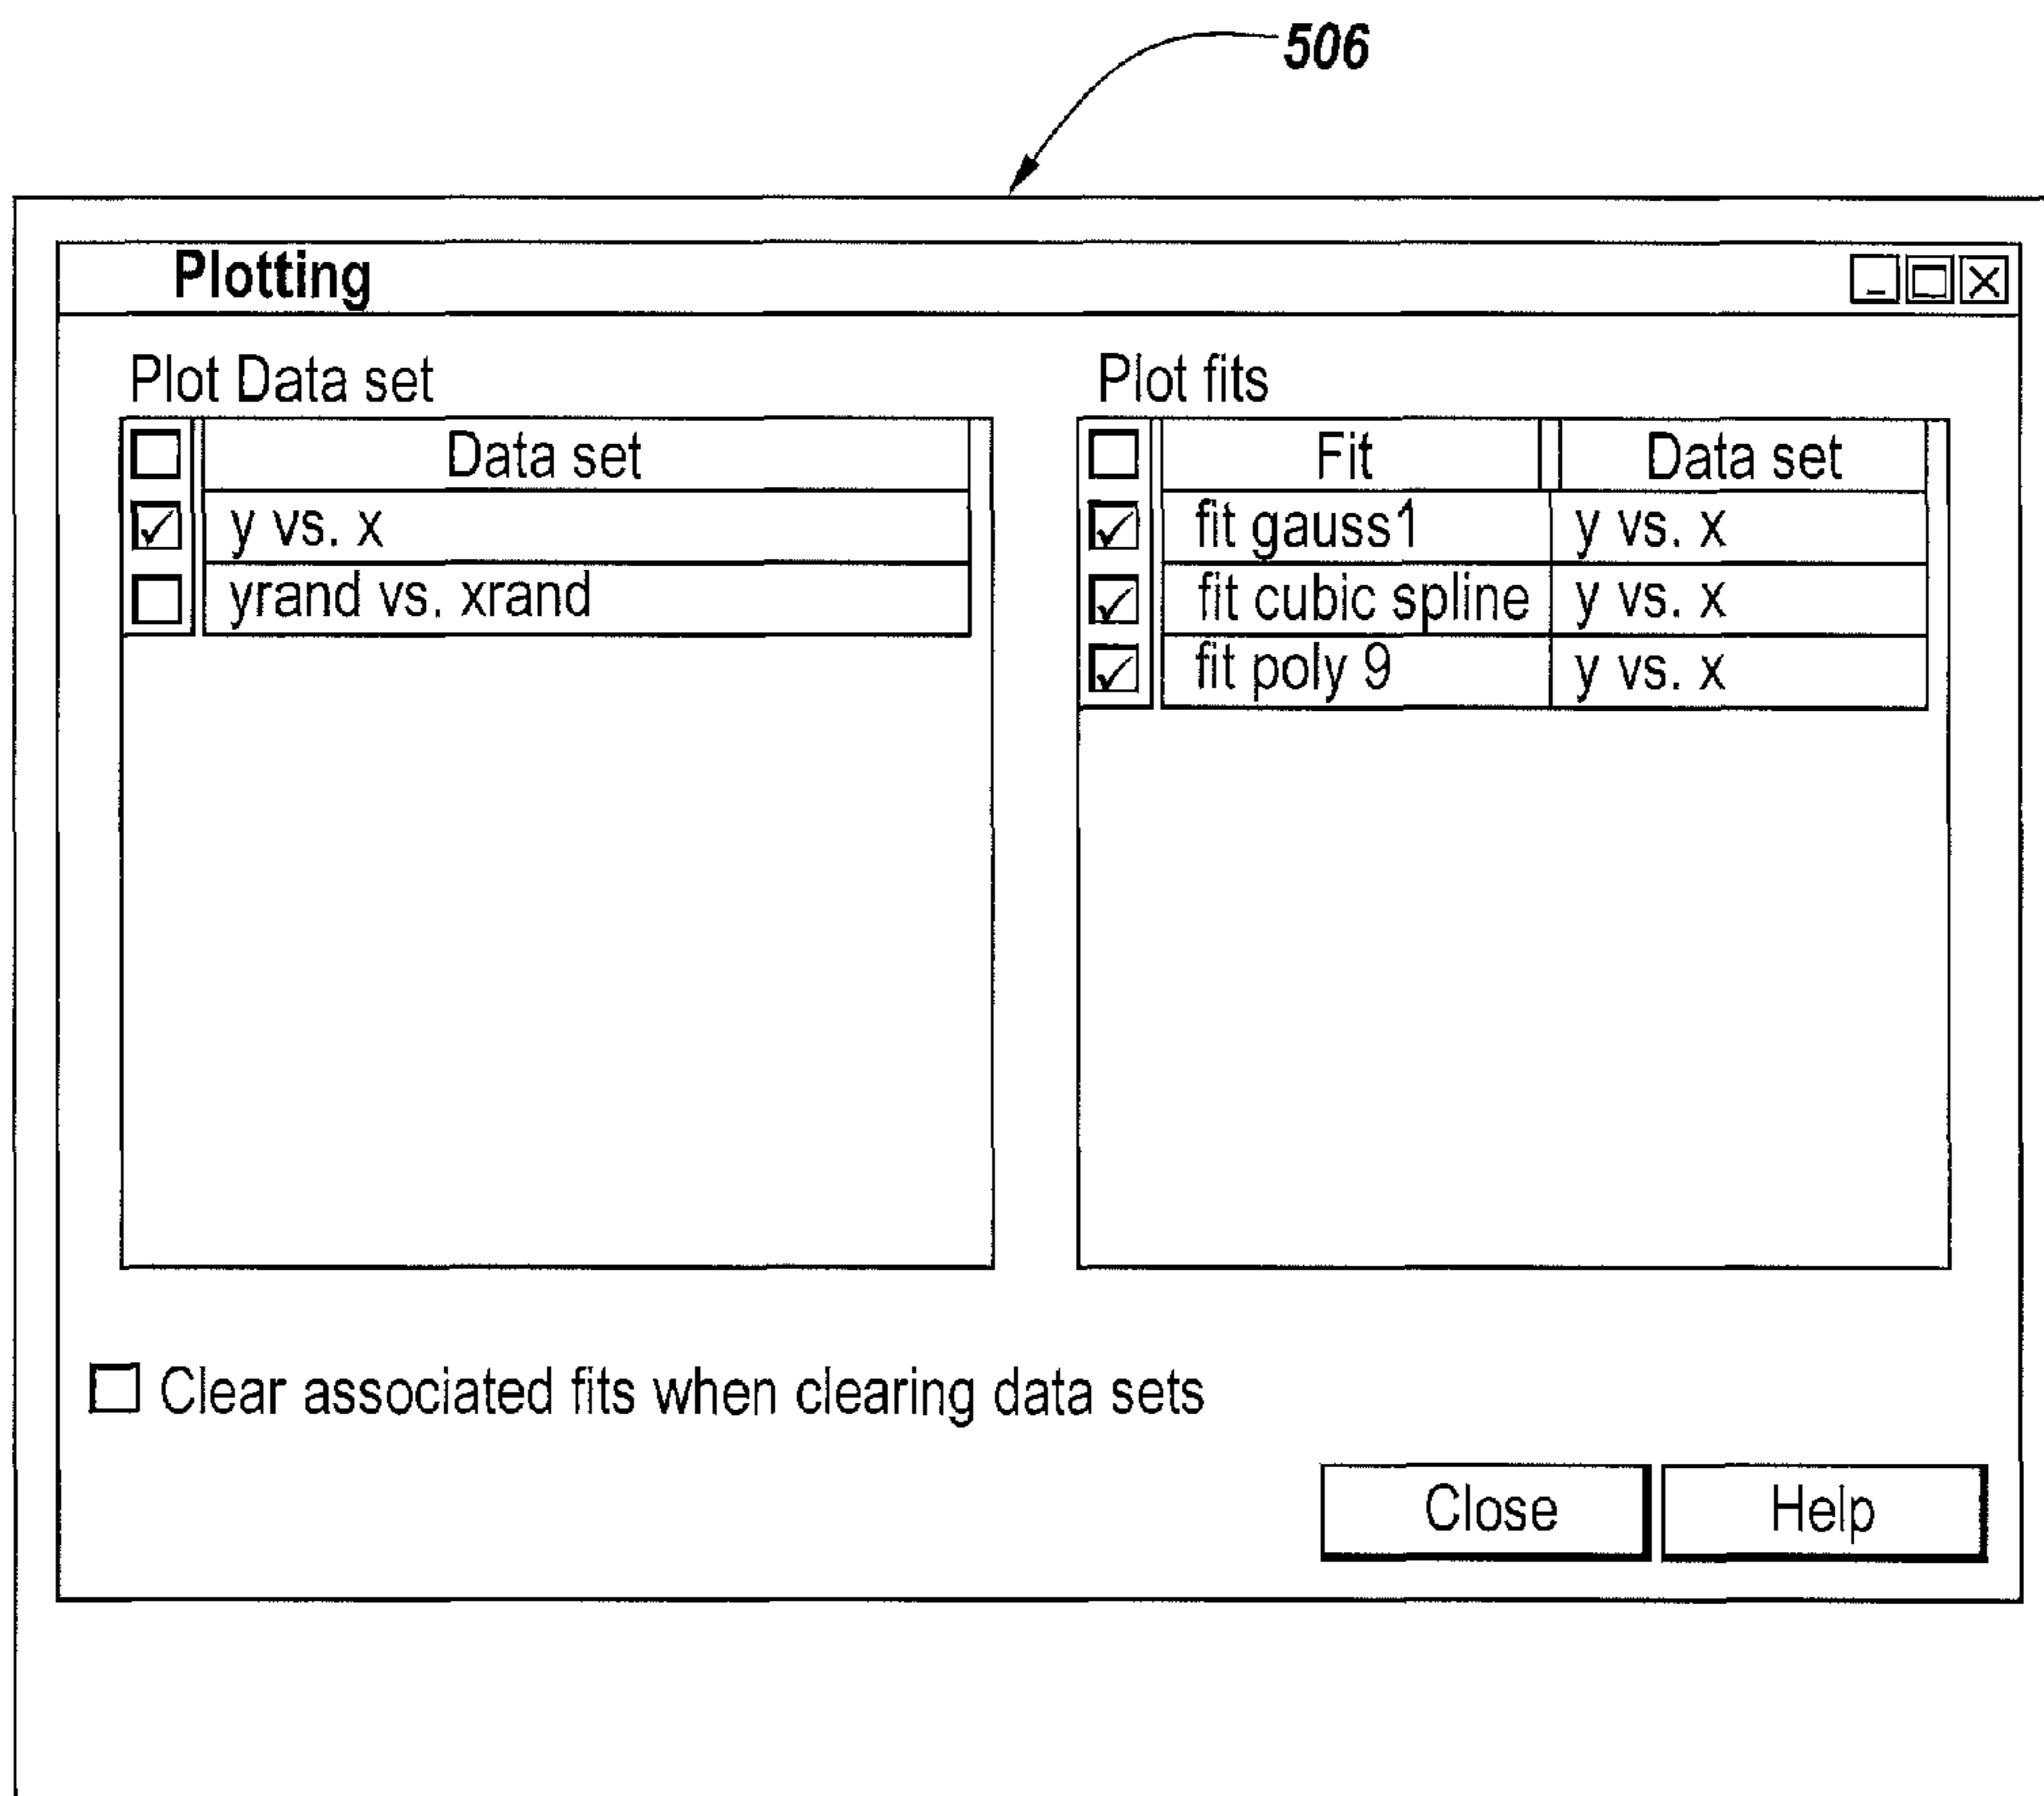 506
Plotting
Plot Data set
Data set
y vs. x
yrand vs. xrand
Plot fits
Fit Data set
fit gauss1 y vs. x
fit cubic spline y vs. x
fit poly 9 y vs. x
Clear associated fits when clearing data sets
Close Help